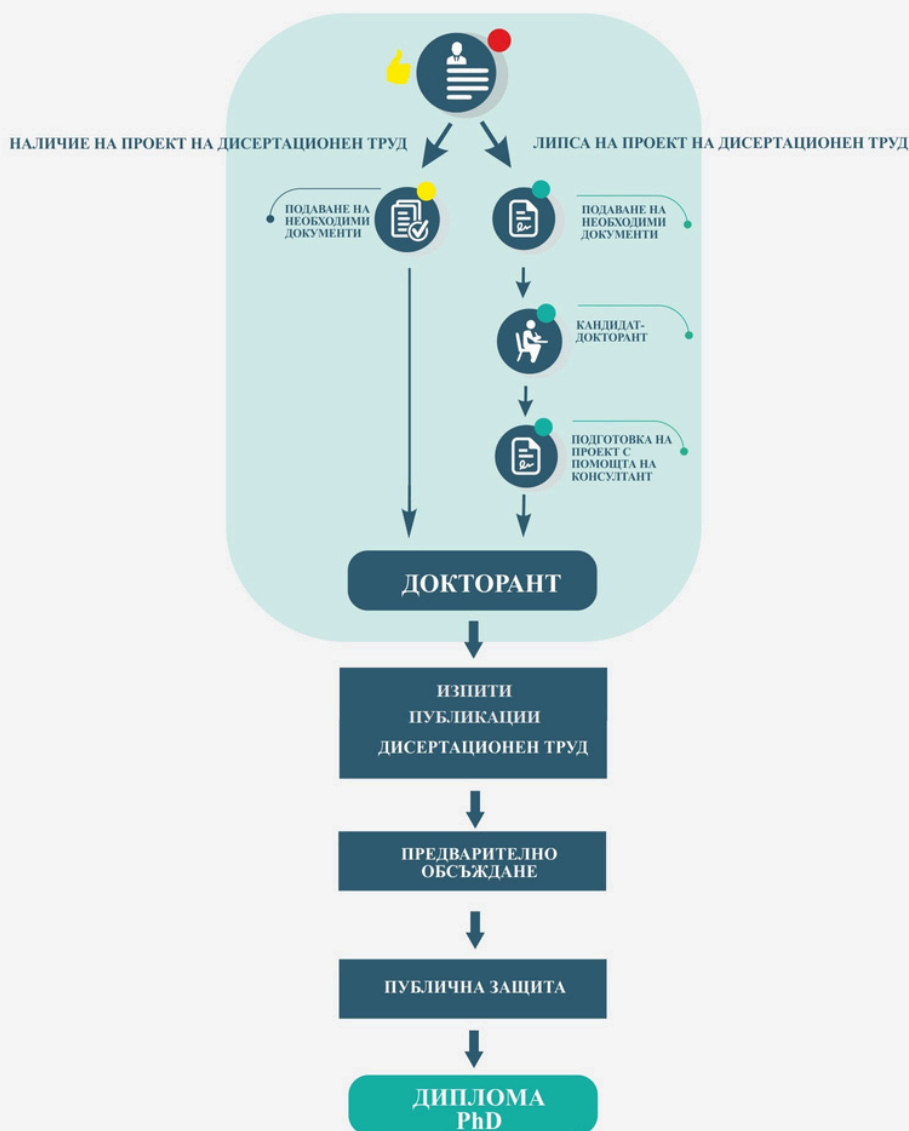 НАЛИЧИЕ НА ПРОЕКТ НА ДИСЕРТАЦИОНЕН ТРУД
ЛИПСА НА ПРОЕКТ НА ДИСЕРТАЦИОНЕН ТРУД
ПОДАВАНЕ НА
НЕОБХОДИМИ
ДОКУМЕНТИ
ПОДАВАНЕ НА
НЕОБХОДИМИ
ДОКУМЕНТИ
КАНДИДАТ-
ДОКТОРАНТ
ПОДГОТОВКА НА
ПРОЕКТ С
ПОМОЩТА НА
КОНСУЛТАНТ
ДОКТОРАНТ
ИЗПИТИ
ПУБЛИКАЦИИ
ДИСЕРТАЦИОНЕН ТРУД
ПРЕДВАРИТЕЛНО
ОБСЪЖДАНЕ
ПУБЛИЧНА ЗАЩИТА
ДИПЛОМА
PhD